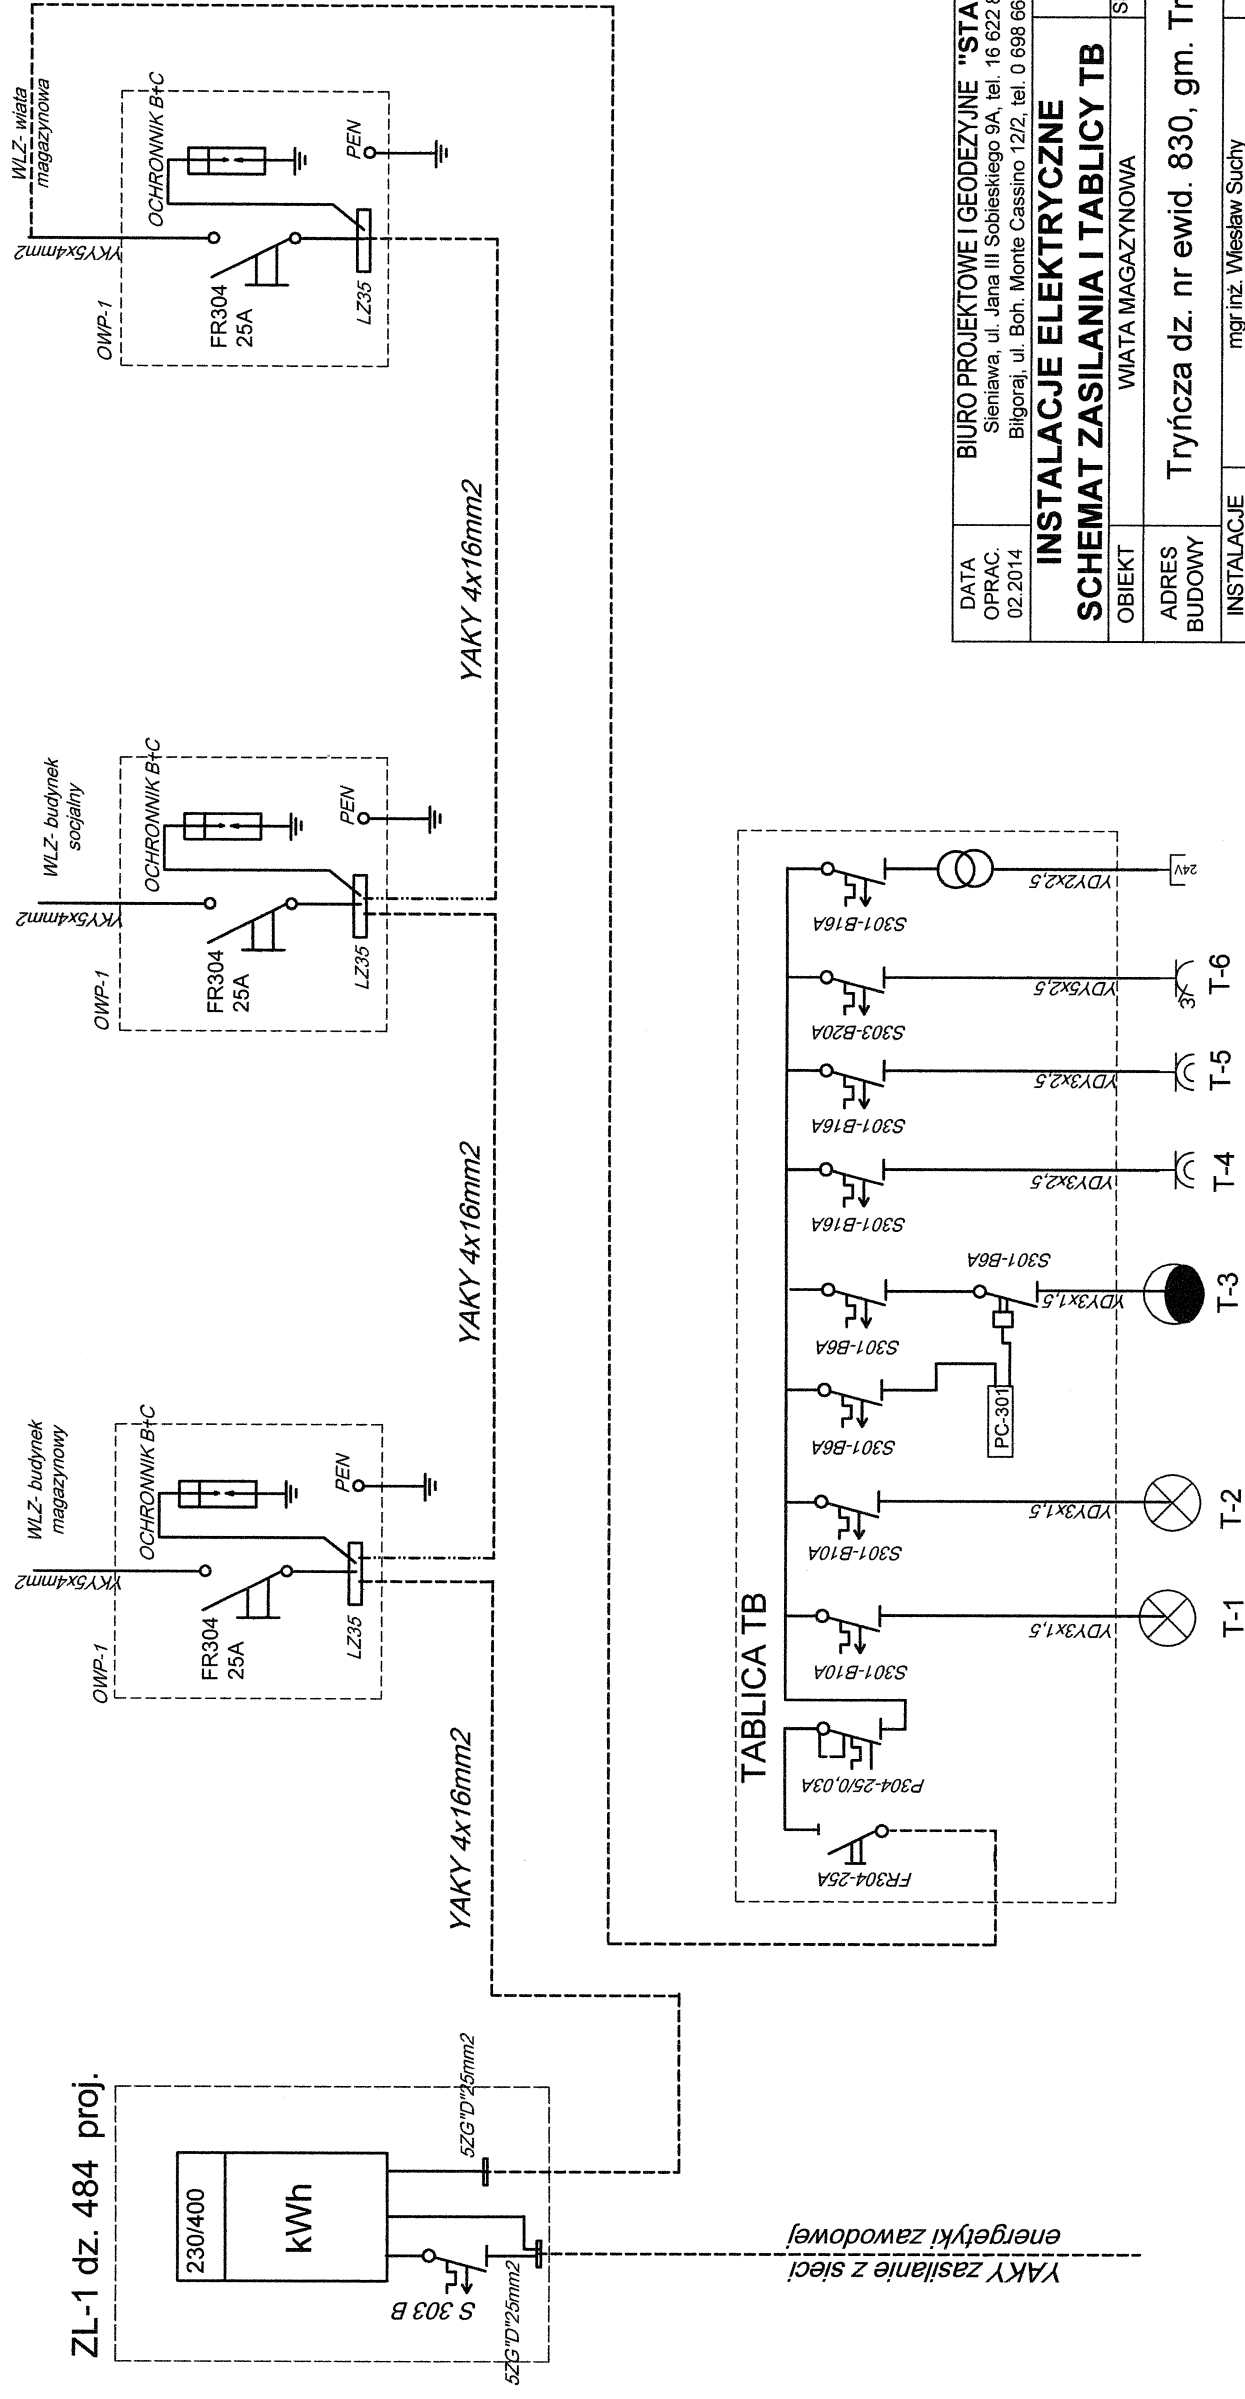 ZL-1 dz. 484 proj.
230/400
kWh
S 303 B
5ZG"D"25mm2
5ZG"D"25mm2
YAKY zasilanie z sieci
energetyki zawodowej
YAKY 4x16mm2
WLZ- budynek
magazynowy
YKY5x4mm2
OWP-1
OCHRONNIK B+C
FR304
25A
LZ35
PEN
YAKY 4x16mm2
WLZ- budynek
socjalny
YKY5x4mm2
OWP-1
OCHRONNIK B+C
FR304
25A
LZ35
PEN
YAKY 4x16mm2
WLZ- wiata
magazynowa
YKY5x4mm2
OWP-1
OCHRONNIK B+C
FR304
25A
LZ35
PEN
TABLICA TB
FR304-25A
P304-25/0,03A
S301-B10A
YDY3x1,5
T-1
S301-B10A
YDY3x1,5
T-2
S301-B6A
PC-301
S301-B6A
S301-B6A
YDY3x1,5
T-3
S301-B16A
YDY3x2,5
T-4
S301-B16A
YDY3x2,5
T-5
S303-B20A
YDY5x2,5
3
T-6
S301-B16A
YDY2x2,5
24V
DATA
OPRAC.
02.2014
BIURO PROJEKTOWE I GEODEZYJNE "STA
Sieniawa, ul. Jana III Sobieskiego 9A, tel. 16 622 8
Biłgoraj, ul. Boh. Monte Cassino 12/2, tel. 0 698 66
INSTALACJE ELEKTRYCZNE
SCHEMAT ZASILANIA I TABLICY TB
OBIEKT
WIATA MAGAZYNOWA
ADRES
BUDOWY
Tryńcza dz. nr ewid. 830, gm. Tr
INSTALACJE
mgr inż. Wiesław Suchy